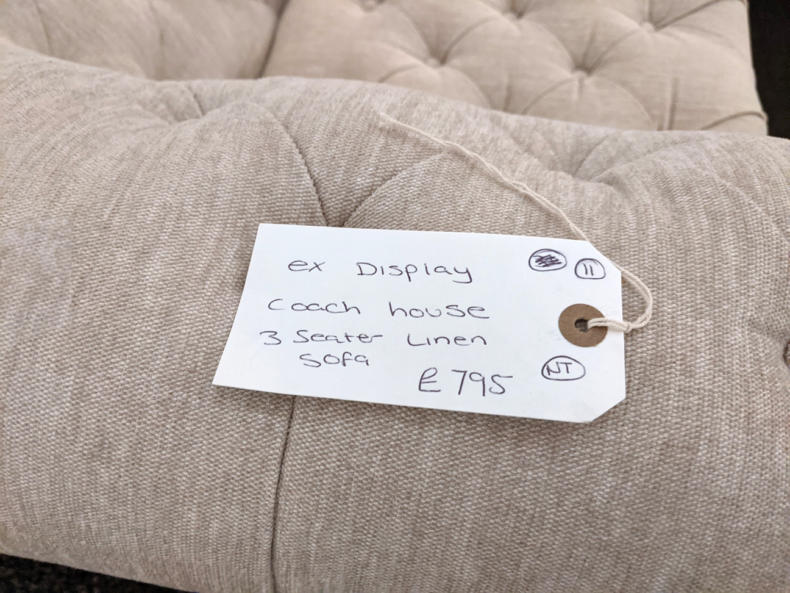 ex Display
11
Coach house
3 Seater Linen
Sofa
£795
NT